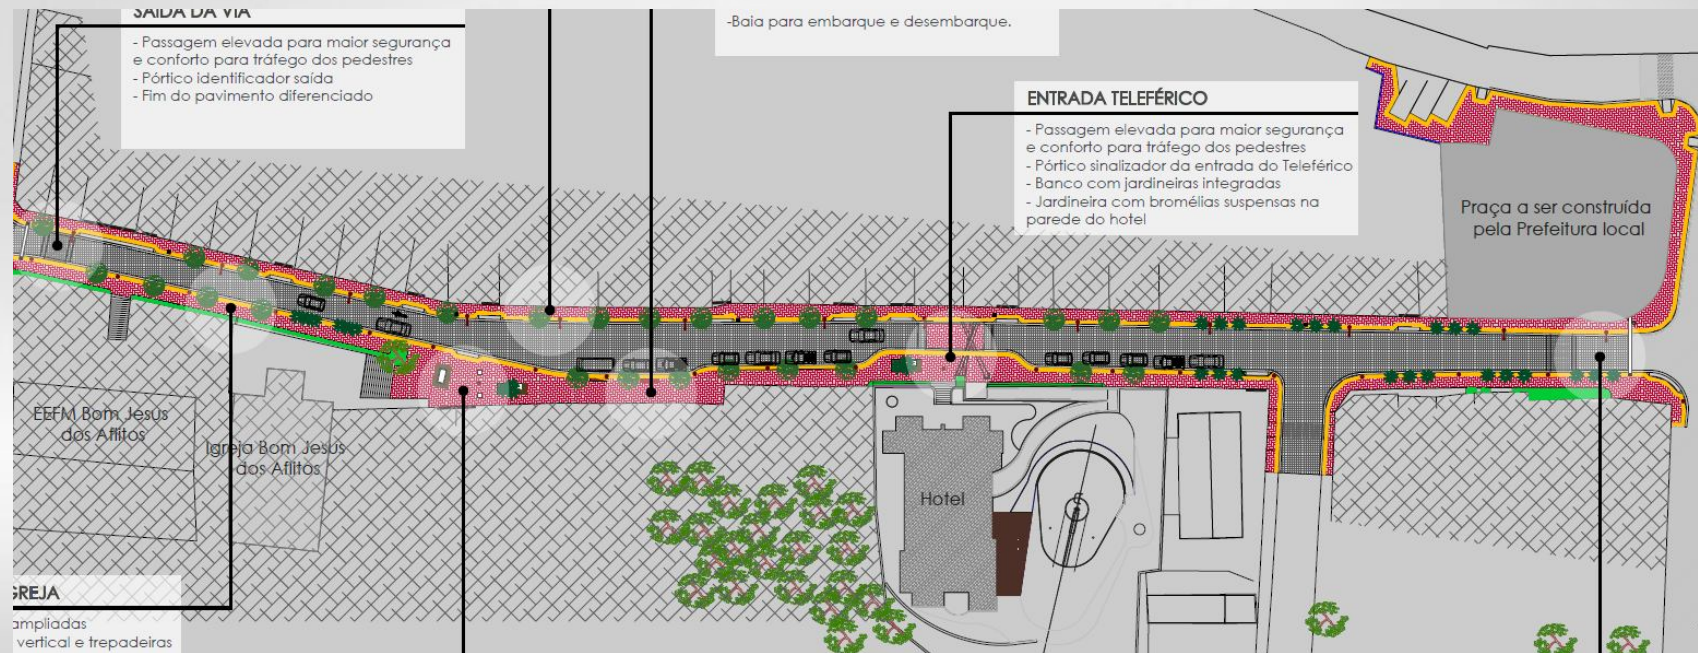 SAÍDA DA VIA
- Passagem elevada para maior segurança
e conforto para tráfego dos pedestres
- Pórtico identificador saída
- Fim do pavimento diferenciado
-Baia para embarque e desembarque.
ENTRADA TELEFÉRICO
- Passagem elevada para maior segurança
e conforto para tráfego dos pedestres
- Pórtico sinalizador da entrada do Teleférico
- Banco com jardineiras integradas
- Jardineira com bromélias suspensas na
parede do hotel
Praça a ser construída
pela Prefeitura local
EEFM Bom Jesus
dos Aflitos
Igreja Bom Jesus
dos Aflitos
Hotel
GREJA
ampliadas
vertical e trepadeiras